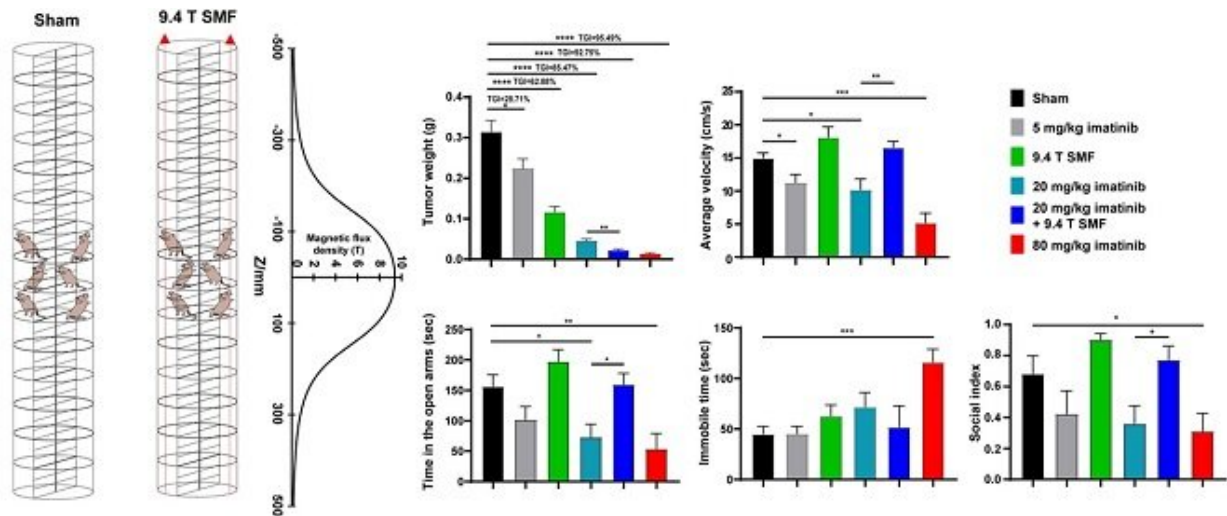 Sham
9.4 T SMF
-500
-300
-100
100
300
500
Z/mm
Magnetic flux
density (T)
0 2 4 6 8 10
**** TGI=95.49%
**** TGI=92.75%
**** TGI=85.47%
**** TGI=62.88%
TGI=28.71%
*
**
Tumor weight (g)
0.4
0.3
0.2
0.1
0.0
**
***
*
*
Average velocity (cm/s)
25
20
15
10
5
0
Sham
5 mg/kg imatinib
9.4 T SMF
20 mg/kg imatinib
20 mg/kg imatinib
+ 9.4 T SMF
80 mg/kg imatinib
**
*
*
Time in the open arms (sec)
250
200
150
100
50
0
***
Immobile time (sec)
150
100
50
0
*
*
Social index
1.0
0.8
0.6
0.4
0.2
0.0